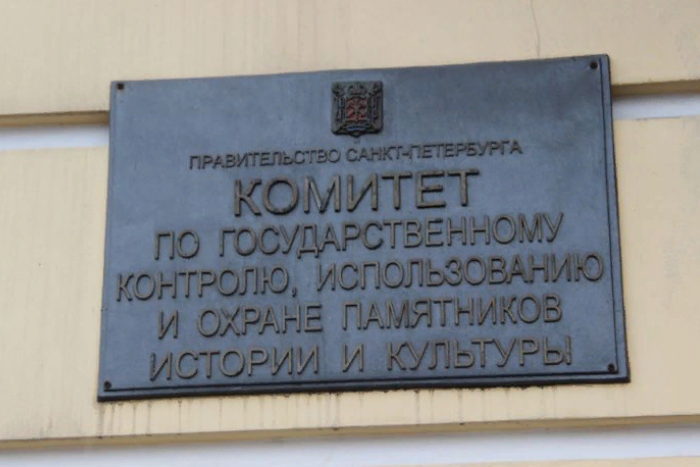 ПРАВИТЕЛЬСТВО САНКТ-ПЕТЕРБУРГА
КОМИТЕТ
ПО ГОСУДАРСТВЕННОМУ
КОНТРОЛЮ, ИСПОЛЬЗОВАНИЮ
И ОХРАНЕ ПАМЯТНИКОВ
ИСТОРИИ И КУЛЬТУРЫ